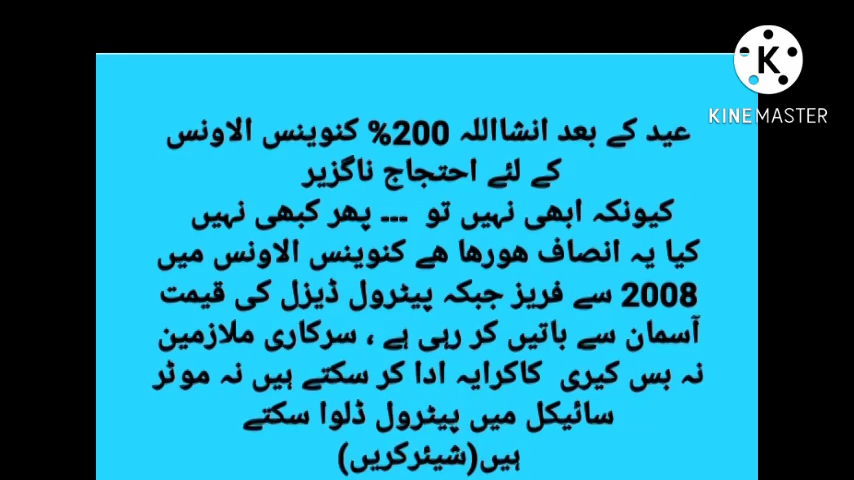 KINEMASTER
عید کے بعد انشااللہ 200% کنوینس الاونس
کے لئے احتجاج ناگزیر
کیونکہ ابھی نہیں تو --- پھر کبھی نہیں
کیا یہ انصاف ھورھا ھے کنوینس الاونس میں
2008 سے فریز جبکہ پیٹرول ڈیزل کی قیمت
آسمان سے باتیں کر رہی ہے ، سرکاری ملازمین
نہ بس کیری کاکرایہ ادا کر سکتے ہیں نہ موٹر
سائیکل میں پیٹرول ڈلوا سکتے
ہیں(شیئرکریں)